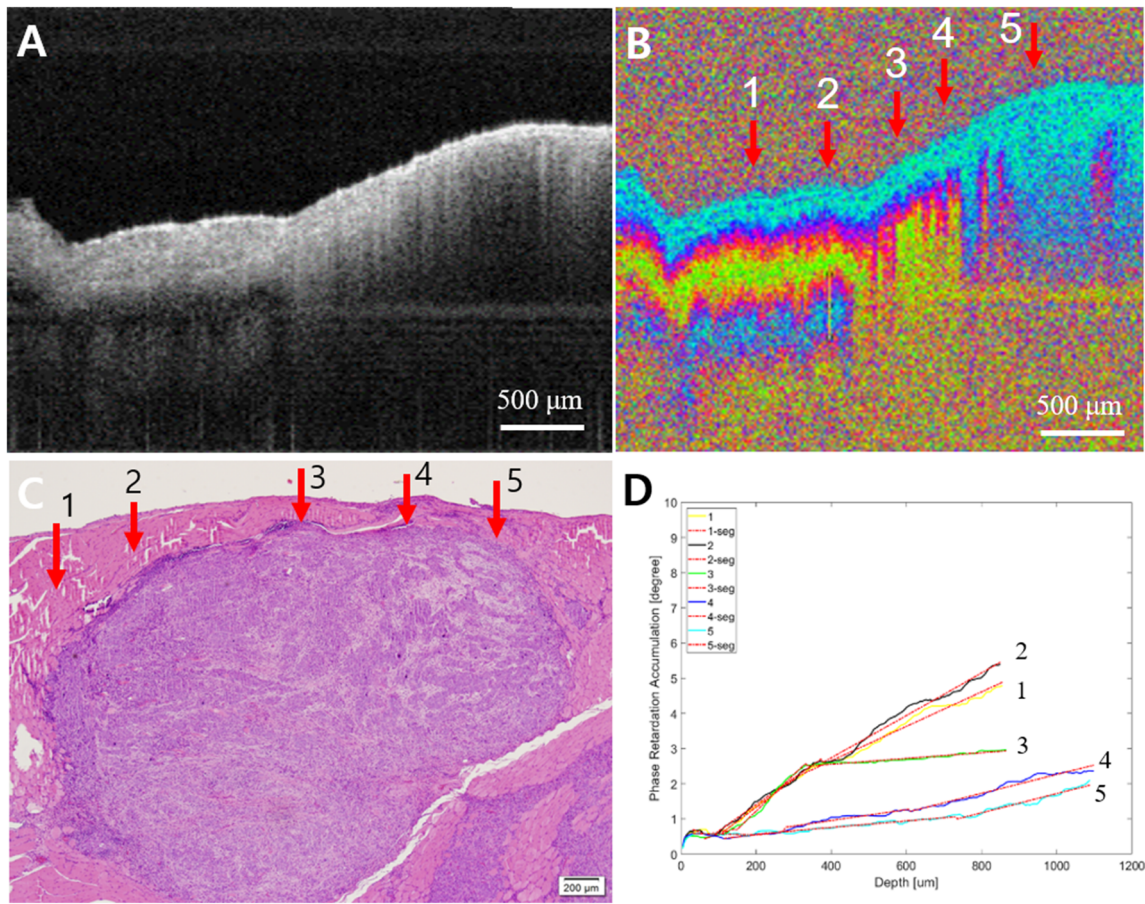 A
500 μm
B
1
2
3
4
5
500 μm
C
1
2
3
4
5
200 μm
D
Phase Retardation Accumulation [degree]
10
9
8
7
6
5
4
3
2
1
0
1
1-seg
2
2-seg
3
3-seg
4
4-seg
5
5-seg
2
1
3
4
5
0
200
400
600
800
1000
1200
Depth [um]